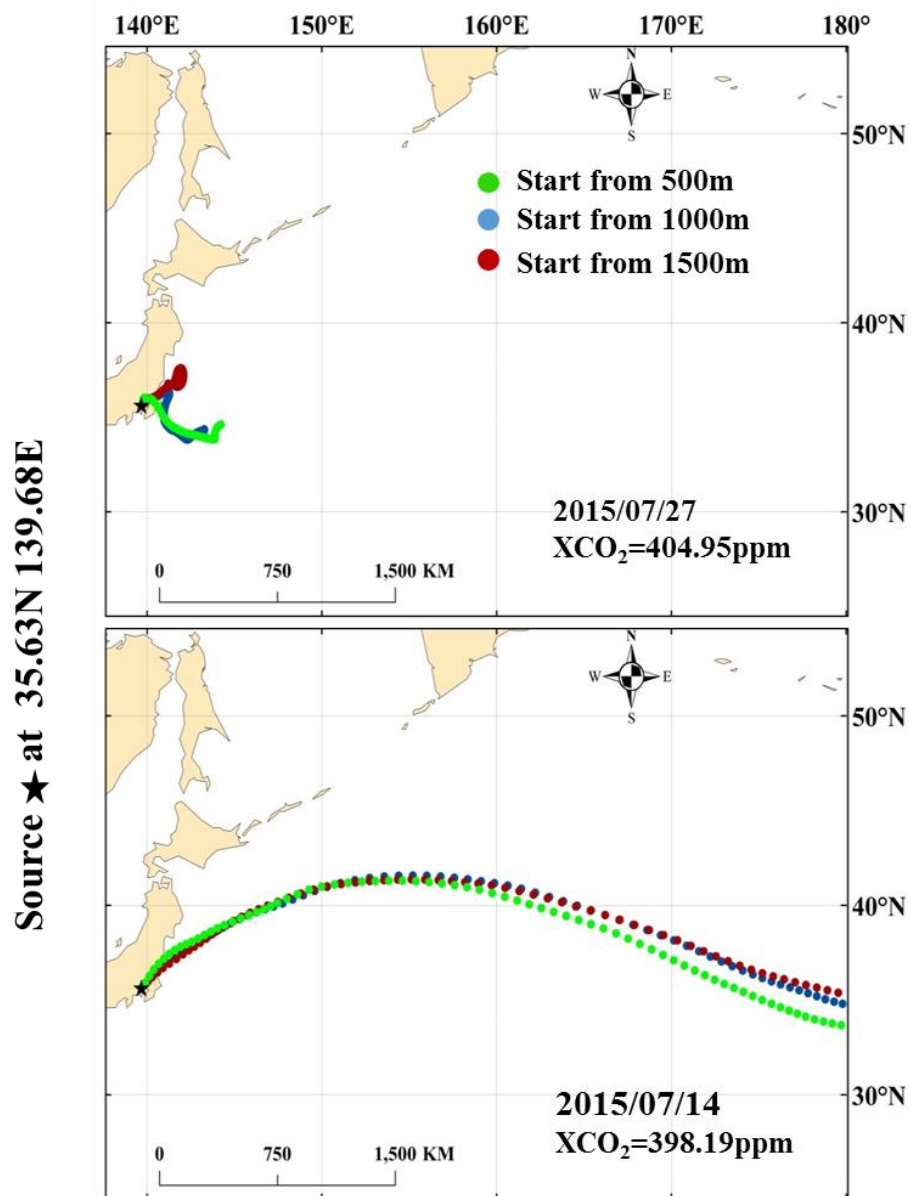 140°E 150°E 160°E 170°E 180°
N
W E
S
50°N
Start from 500m
Start from 1000m
Start from 1500m
40°N
30°N
2015/07/27
XCO₂=404.95ppm
0 750 1,500 KM
Source ★ at 35.63N 139.68E
N
W E
S
50°N
40°N
30°N
2015/07/14
XCO₂=398.19ppm
0 750 1,500 KM